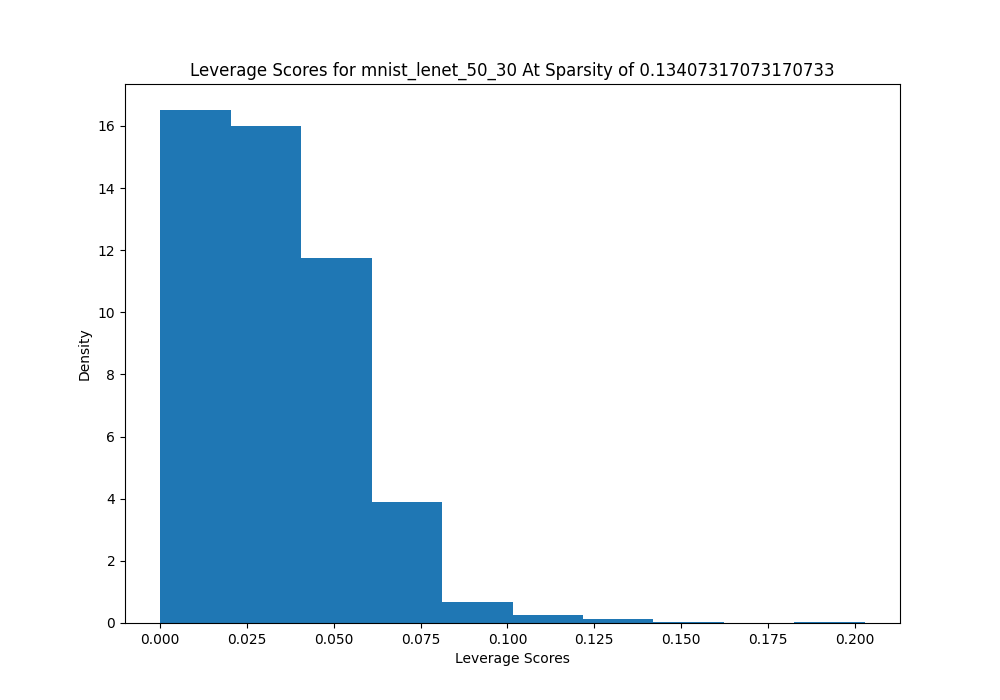 Leverage Scores for mnist_lenet_50_30 At Sparsity of 0.13407317073170733
16
14
12
10
8
6
4
2
0
Density
0.000 0.025 0.050 0.075 0.100 0.125 0.150 0.175 0.200
Leverage Scores